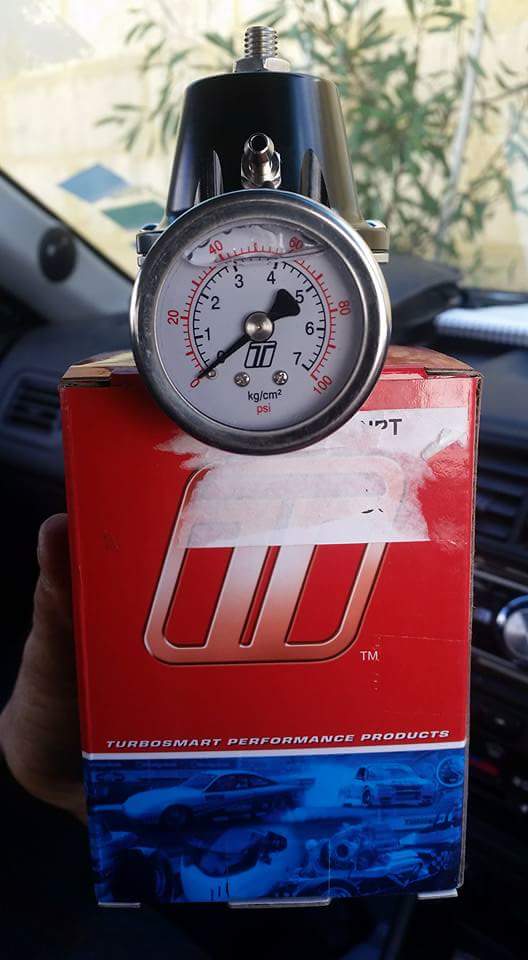 40 60
20 80
0 100
3 4
2 5
1 6
0 7
kg/cm²
psi
TM
TURBOSMART PERFORMANCE PRODUCTS